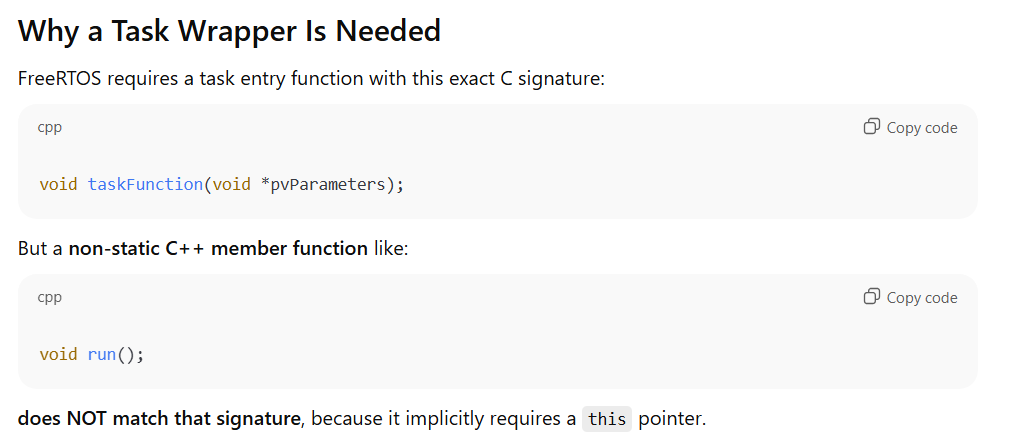 Why a Task Wrapper Is Needed
FreeRTOS requires a task entry function with this exact C signature:
cpp
Copy code
void taskFunction(void *pvParameters);
But a non-static C++ member function like:
cpp
Copy code
void run();
does NOT match that signature, because it implicitly requires a this pointer.